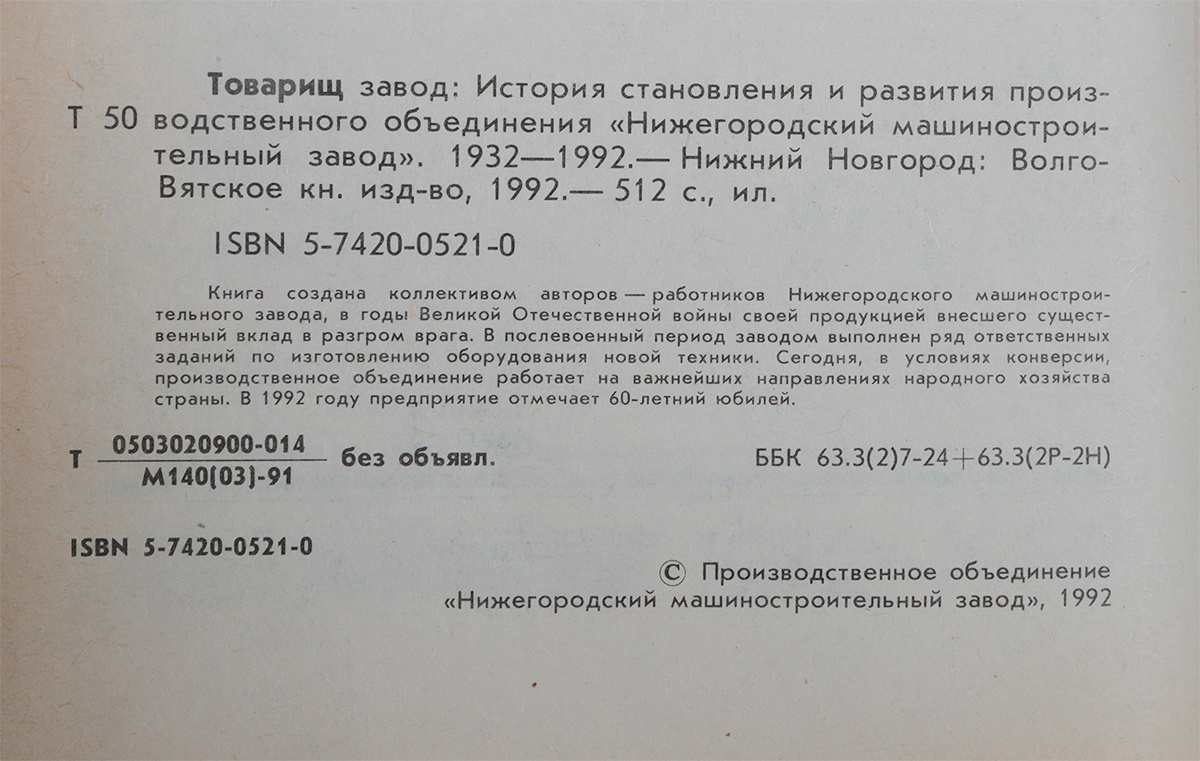 Товарищ завод: История становления и развития произ-
Т 50 водственного объединения «Нижегородский машинострои-
тельный завод». 1932—1992.— Нижний Новгород: Волго-
Вятское кн. изд-во, 1992.— 512 с., ил.
ISBN 5-7420-0521-0
Книга создана коллективом авторов — работников Нижегородского машинострои-
тельного завода, в годы Великой Отечественной войны своей продукцией внесшего сущест-
венный вклад в разгром врага. В послевоенный период заводом выполнен ряд ответственных
заданий по изготовлению оборудования новой техники. Сегодня, в условиях конверсии,
производственное объединение работает на важнейших направлениях народного хозяйства
страны. В 1992 году предприятие отмечает 60-летний юбилей.
Т 0503020900-014 без объявл. ББК 63.3(2)7-24+63.3(2Р-2Н)
М140(03)-91
ISBN 5-7420-0521-0
© Производственное объединение
«Нижегородский машиностроительный завод», 1992